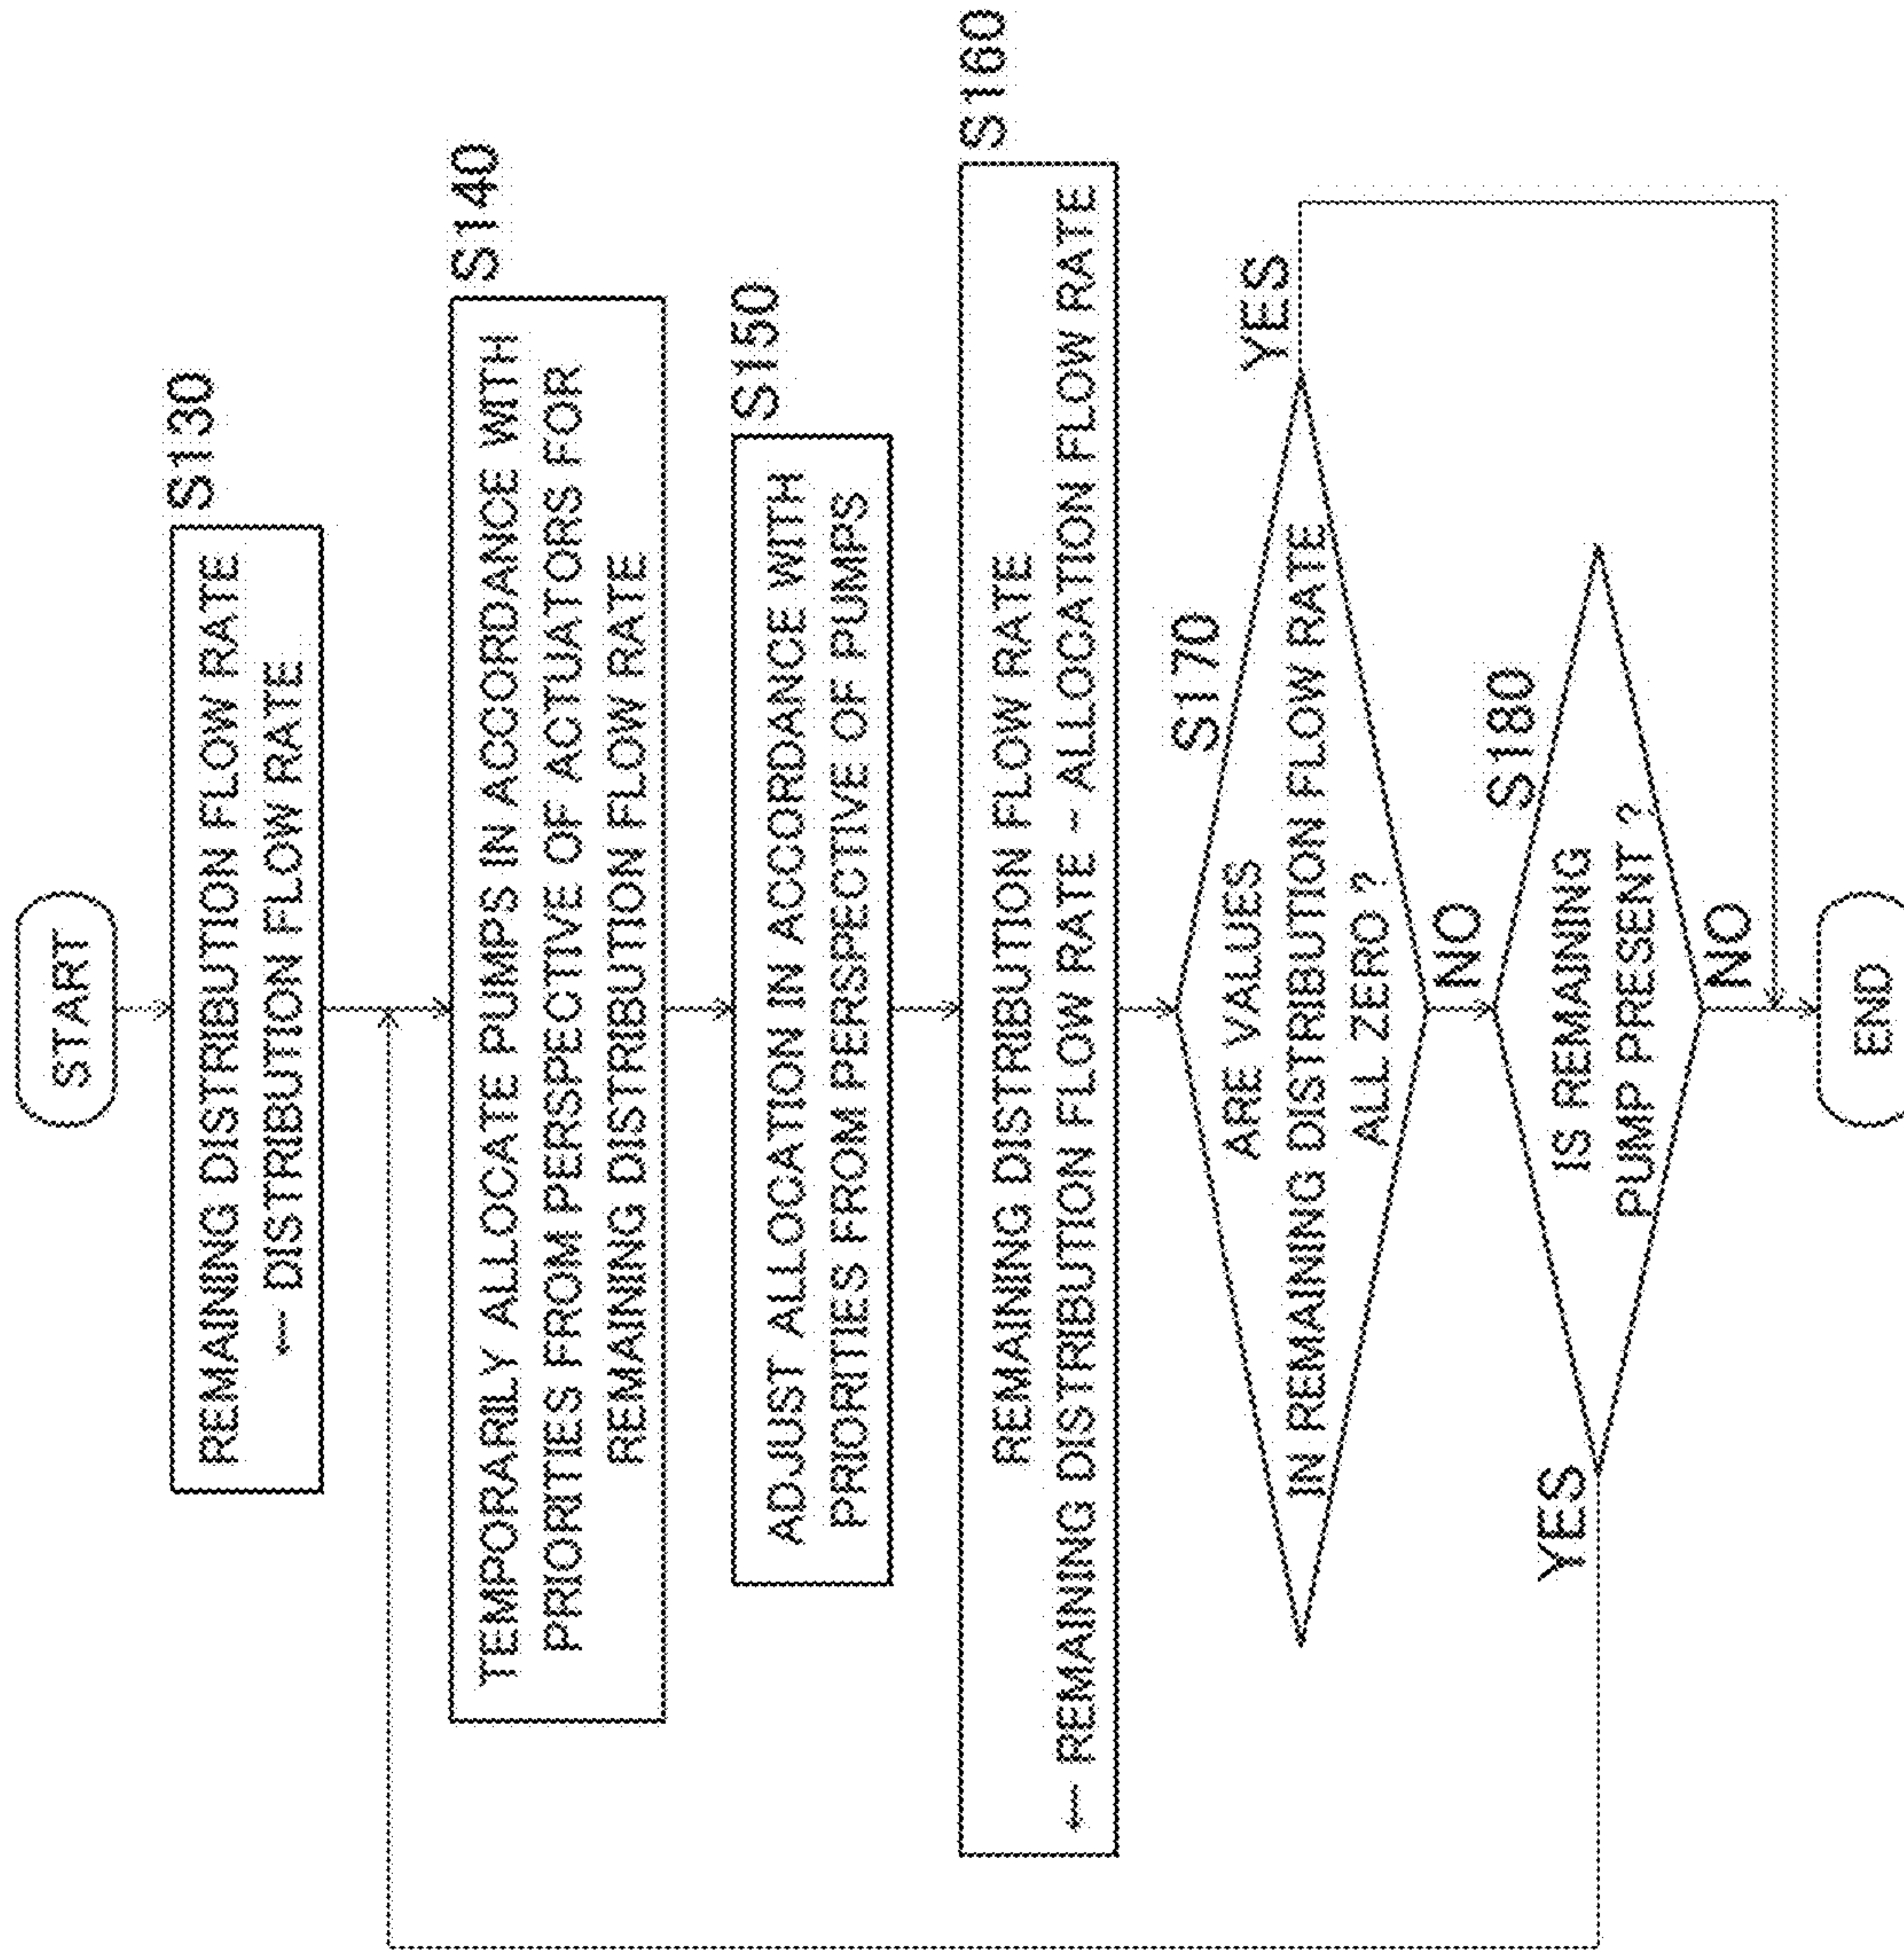 START
S130
REMAINING DISTRIBUTION FLOW RATE
← DISTRIBUTION FLOW RATE
S140
TEMPORARILY ALLOCATE PUMPS IN ACCORDANCE WITH
PRIORITIES FROM PERSPECTIVE OF ACTUATORS FOR
REMAINING DISTRIBUTION FLOW RATE
S150
ADJUST ALLOCATION IN ACCORDANCE WITH
PRIORITIES FROM PERSPECTIVE OF PUMPS
S160
REMAINING DISTRIBUTION FLOW RATE
← REMAINING DISTRIBUTION FLOW RATE - ALLOCATION FLOW RATE
S170
ARE VALUES
IN REMAINING DISTRIBUTION FLOW RATE
ALL ZERO ?
YES
NO
S180
IS REMAINING
PUMP PRESENT ?
YES
NO
END